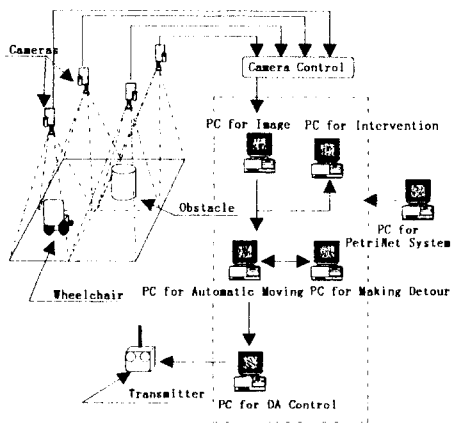 Cameras
Camera Control
PC for Image
PC for Intervention
Obstacle
PC for
PetriNet System
Wheelchair
PC for Automatic Moving
PC for Making Detour
Transmitter
PC for DA Control